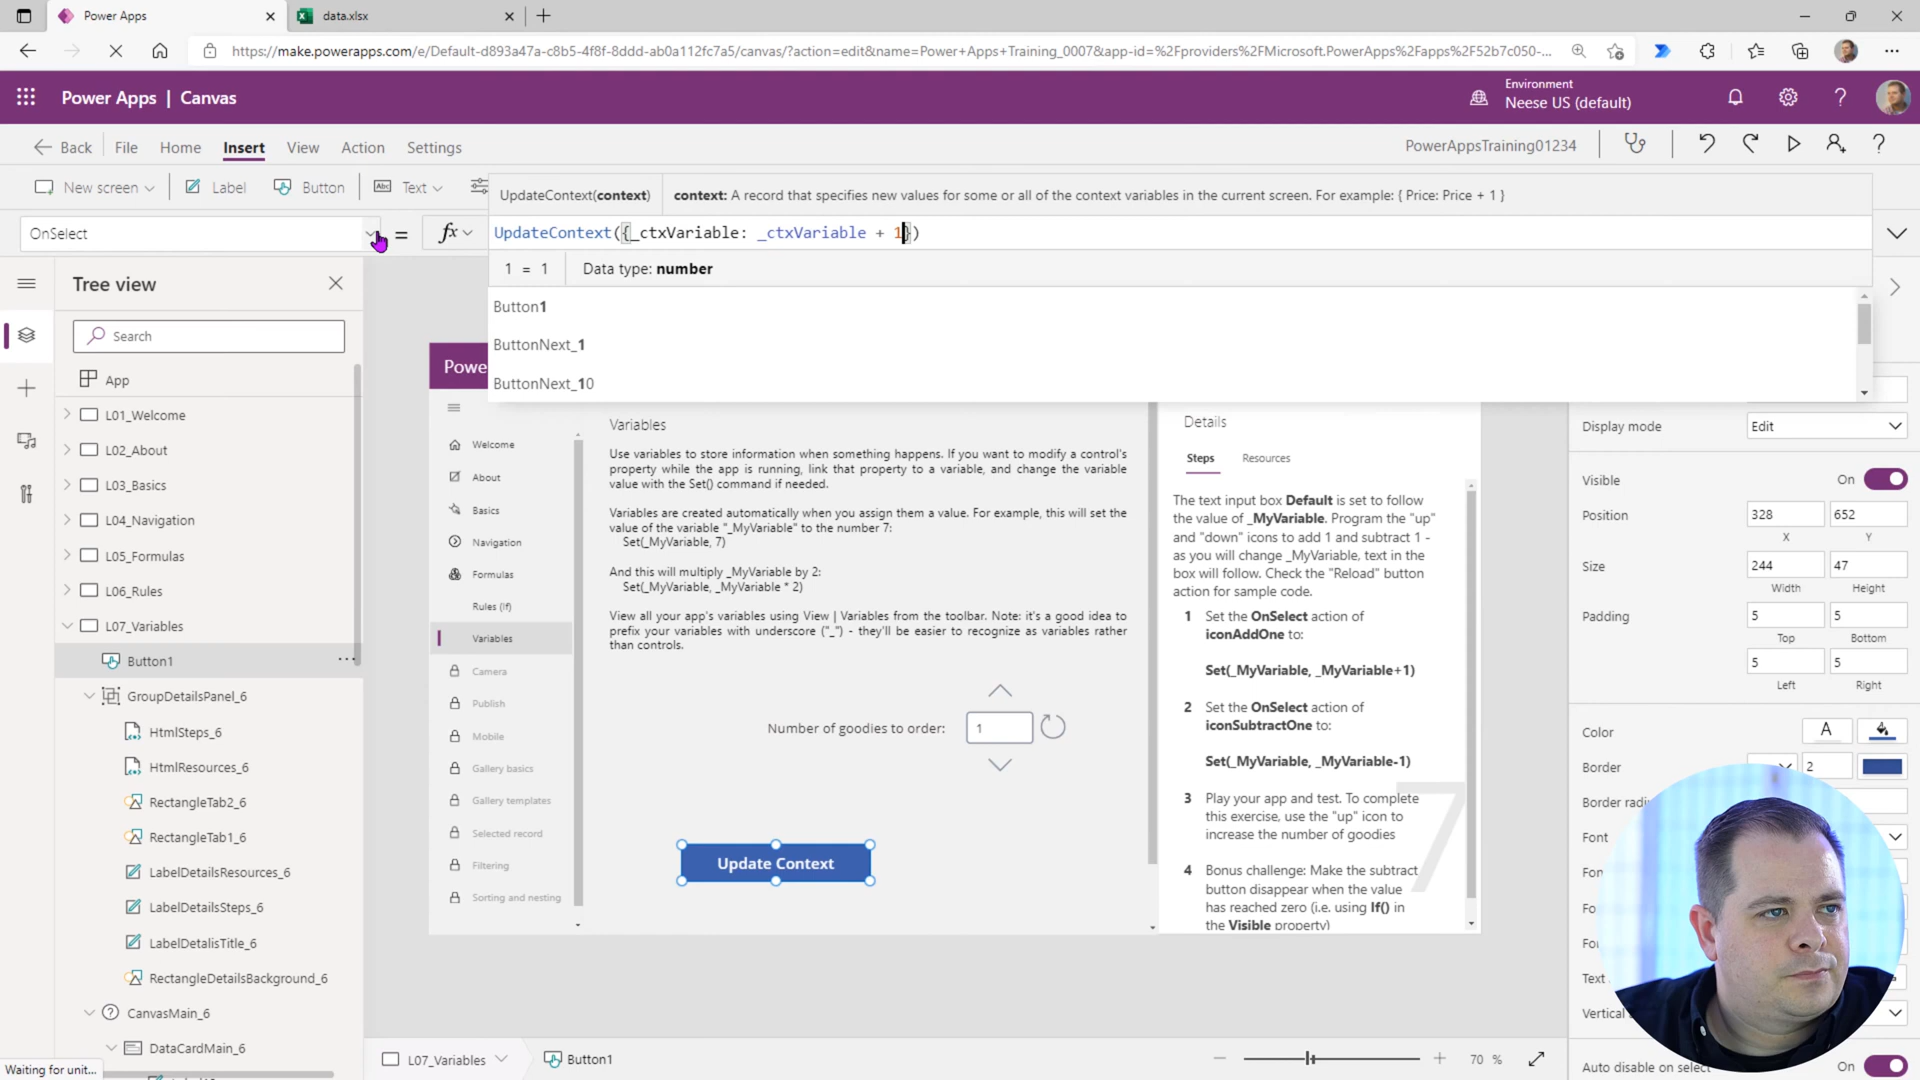 Power Apps
data.xlsx
https://make.powerapps.com/e/Default-d893a47a-c8b5-4f8f-8ddd-ab0a112fc7a5/canvas/?action=edit&name=Power+Apps+Training_0007&app-id=%2Fproviders%2FMicrosoft.PowerApps%2Fapps%2F52b7c050-...
Power Apps | Canvas
Environment
Neese US (default)
Back File Home Insert View Action Settings
PowerAppsTraining01234
New screen Label Button Text
UpdateContext(context) context: A record that specifies new values for some or all of the context variables in the current screen. For example: { Price: Price + 1 }
OnSelect = fx UpdateContext({_ctxVariable: _ctxVariable + 1})
1 = 1 Data type: number
Button1
ButtonNext_1
ButtonNext_10
Tree view
Search
App
L01_Welcome
L02_About
L03_Basics
L04_Navigation
L05_Formulas
L06_Rules
L07_Variables
Button1
GroupDetailsPanel_6
HtmlSteps_6
HtmlResources_6
RectangleTab2_6
RectangleTab1_6
LabelDetailsResources_6
LabelDetailsSteps_6
LabelDetalisTitle_6
RectangleDetailsBackground_6
CanvasMain_6
DataCardMain_6
Waiting for unit...
Powe
Welcome
About
Basics
Navigation
Formulas
Rules (If)
Variables
Camera
Publish
Mobile
Gallery basics
Gallery templates
Selected record
Filtering
Sorting and nesting
Variables
Use variables to store information when something happens. If you want to modify a control's
property while the app is running, link that property to a variable, and change the variable
value with the Set() command if needed.
Variables are created automatically when you assign them a value. For example, this will set the
value of the variable "_MyVariable" to the number 7:
Set(_MyVariable, 7)
And this will multiply _MyVariable by 2:
Set(_MyVariable, _MyVariable * 2)
View all your app's variables using View | Variables from the toolbar. Note: it's a good idea to
prefix your variables with underscore ("_") - they'll be easier to recognize as variables rather
than controls.
Number of goodies to order: 1
Update Context
Details
Steps Resources
The text input box Default is set to follow
the value of _MyVariable. Program the "up"
and "down" icons to add 1 and subtract 1 -
as you will change _MyVariable, text in the
box will follow. Check the "Reload" button
action for sample code.
1 Set the OnSelect action of
iconAddOne to:
Set(_MyVariable, _MyVariable+1)
2 Set the OnSelect action of
iconSubtractOne to:
Set(_MyVariable, _MyVariable-1)
3 Play your app and test. To complete
this exercise, use the "up" icon to
increase the number of goodies
4 Bonus challenge: Make the subtract
button disappear when the value
has reached zero (i.e. using If() in
the Visible property)
7
Display mode Edit
Visible On
Position 328 652
X Y
Size 244 47
Width Height
Padding 5 5
Top Bottom
5 5
Left Right
Color A
Border 2
Border radiu
Font
Fon
Fo
Fon
Text
Vertical
Auto disable on select On
L07_Variables Button1
70 %